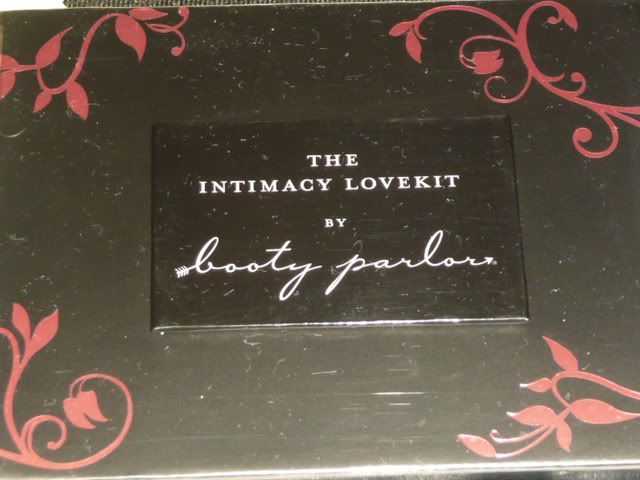 THE
INTIMACY LOVEKIT
BY
booty parlor®